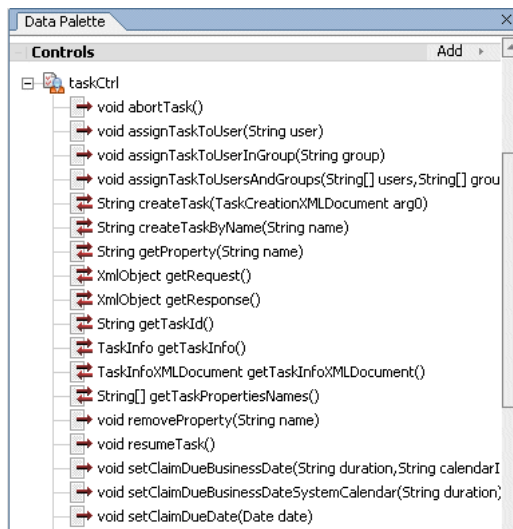 Data Palette
Controls Add
taskCtrl
void abortTask()
void assignTaskToUser(String user)
void assignTaskToUserInGroup(String group)
void assignTaskToUsersAndGroups(String[] users,String[] grou
String createTask(TaskCreationXMLDocument arg0)
String createTaskByName(String name)
String getProperty(String name)
XmlObject getRequest()
XmlObject getResponse()
String getTaskId()
TaskInfo getTaskInfo()
TaskInfoXMLDocument getTaskInfoXMLDocument()
String[] getTaskPropertiesNames()
void removeProperty(String name)
void resumeTask()
void setClaimDueBusinessDate(String duration,String calendarI
void setClaimDueBusinessDateSystemCalendar(String duration)
void setClaimDueDate(Date date)